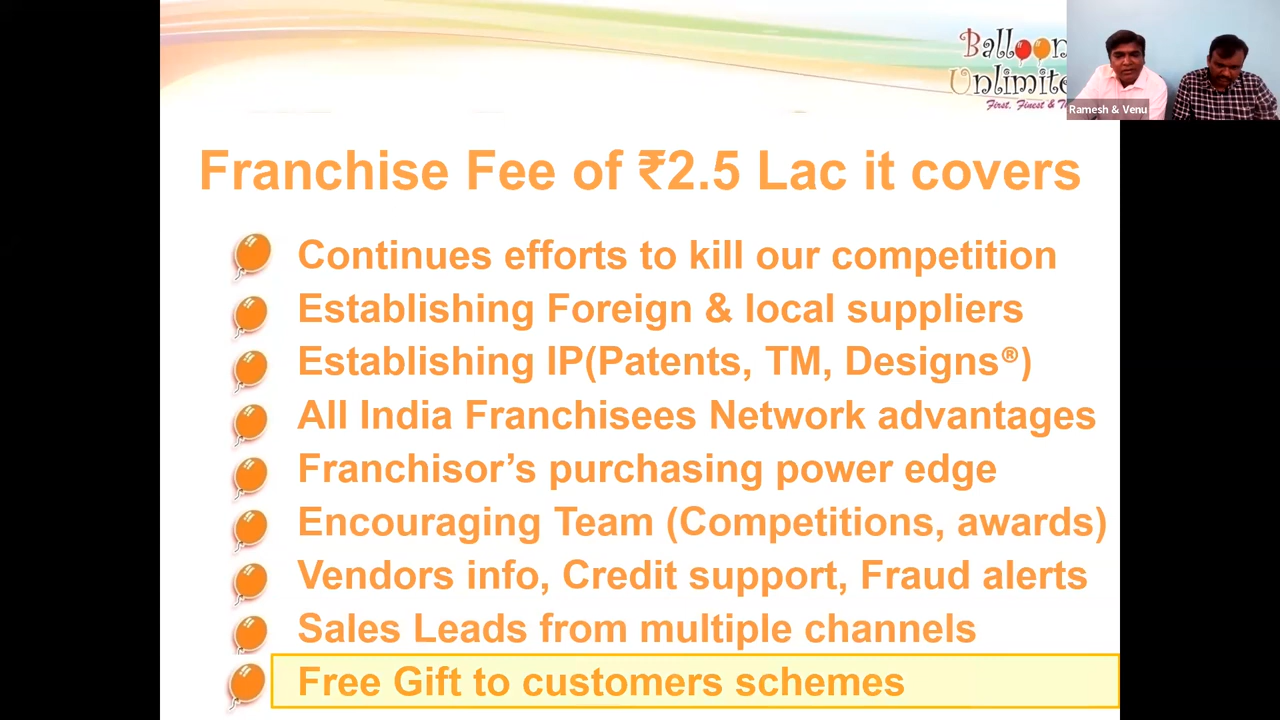 Balloon
Unlimite
First, Finest &
Ramesh & Venu
Franchise Fee of ₹2.5 Lac it covers
Continues efforts to kill our competition
Establishing Foreign & local suppliers
Establishing IP(Patents, TM, Designs®)
All India Franchisees Network advantages
Franchisor’s purchasing power edge
Encouraging Team (Competitions, awards)
Vendors info, Credit support, Fraud alerts
Sales Leads from multiple channels
Free Gift to customers schemes